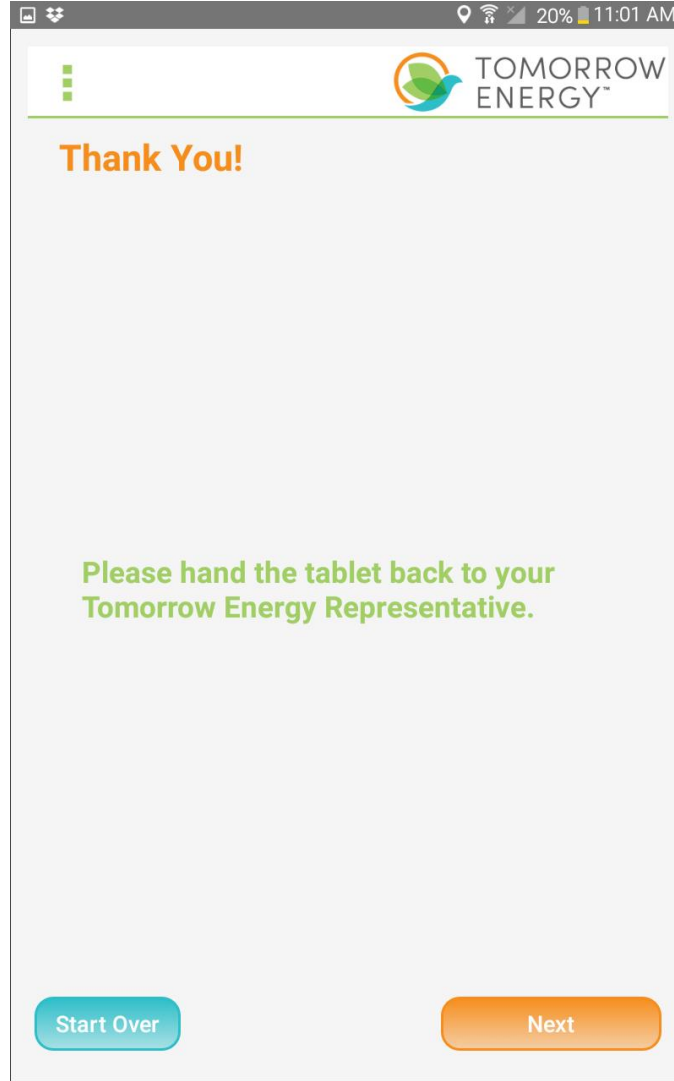 20% 11:01 AM
TOMORROW
ENERGY™
Thank You!
Please hand the tablet back to your
Tomorrow Energy Representative.
Start Over
Next